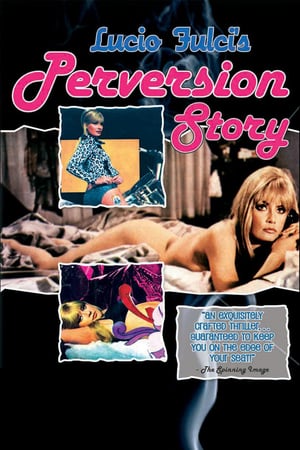 Lucio Fulci's
Perversion
Story
"AN EXQUISITELY
CRAFTED THRILLER...
GUARANTEED TO KEEP
YOU ON THE EDGE OF
YOUR SEAT!"
- The Spinning Image